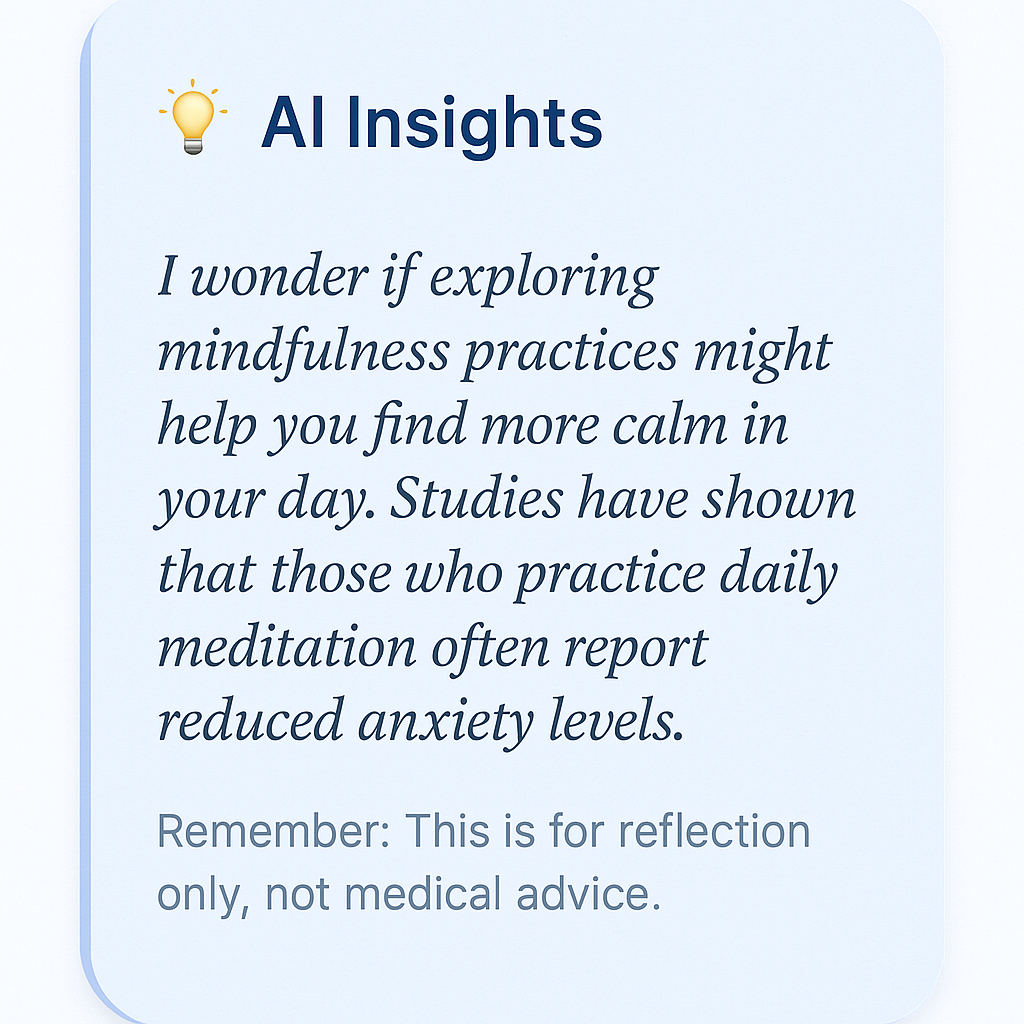 AI Insights
I wonder if exploring
mindfulness practices might
help you find more calm in
your day. Studies have shown
that those who practice daily
meditation often report
reduced anxiety levels.
Remember: This is for reflection
only, not medical advice.